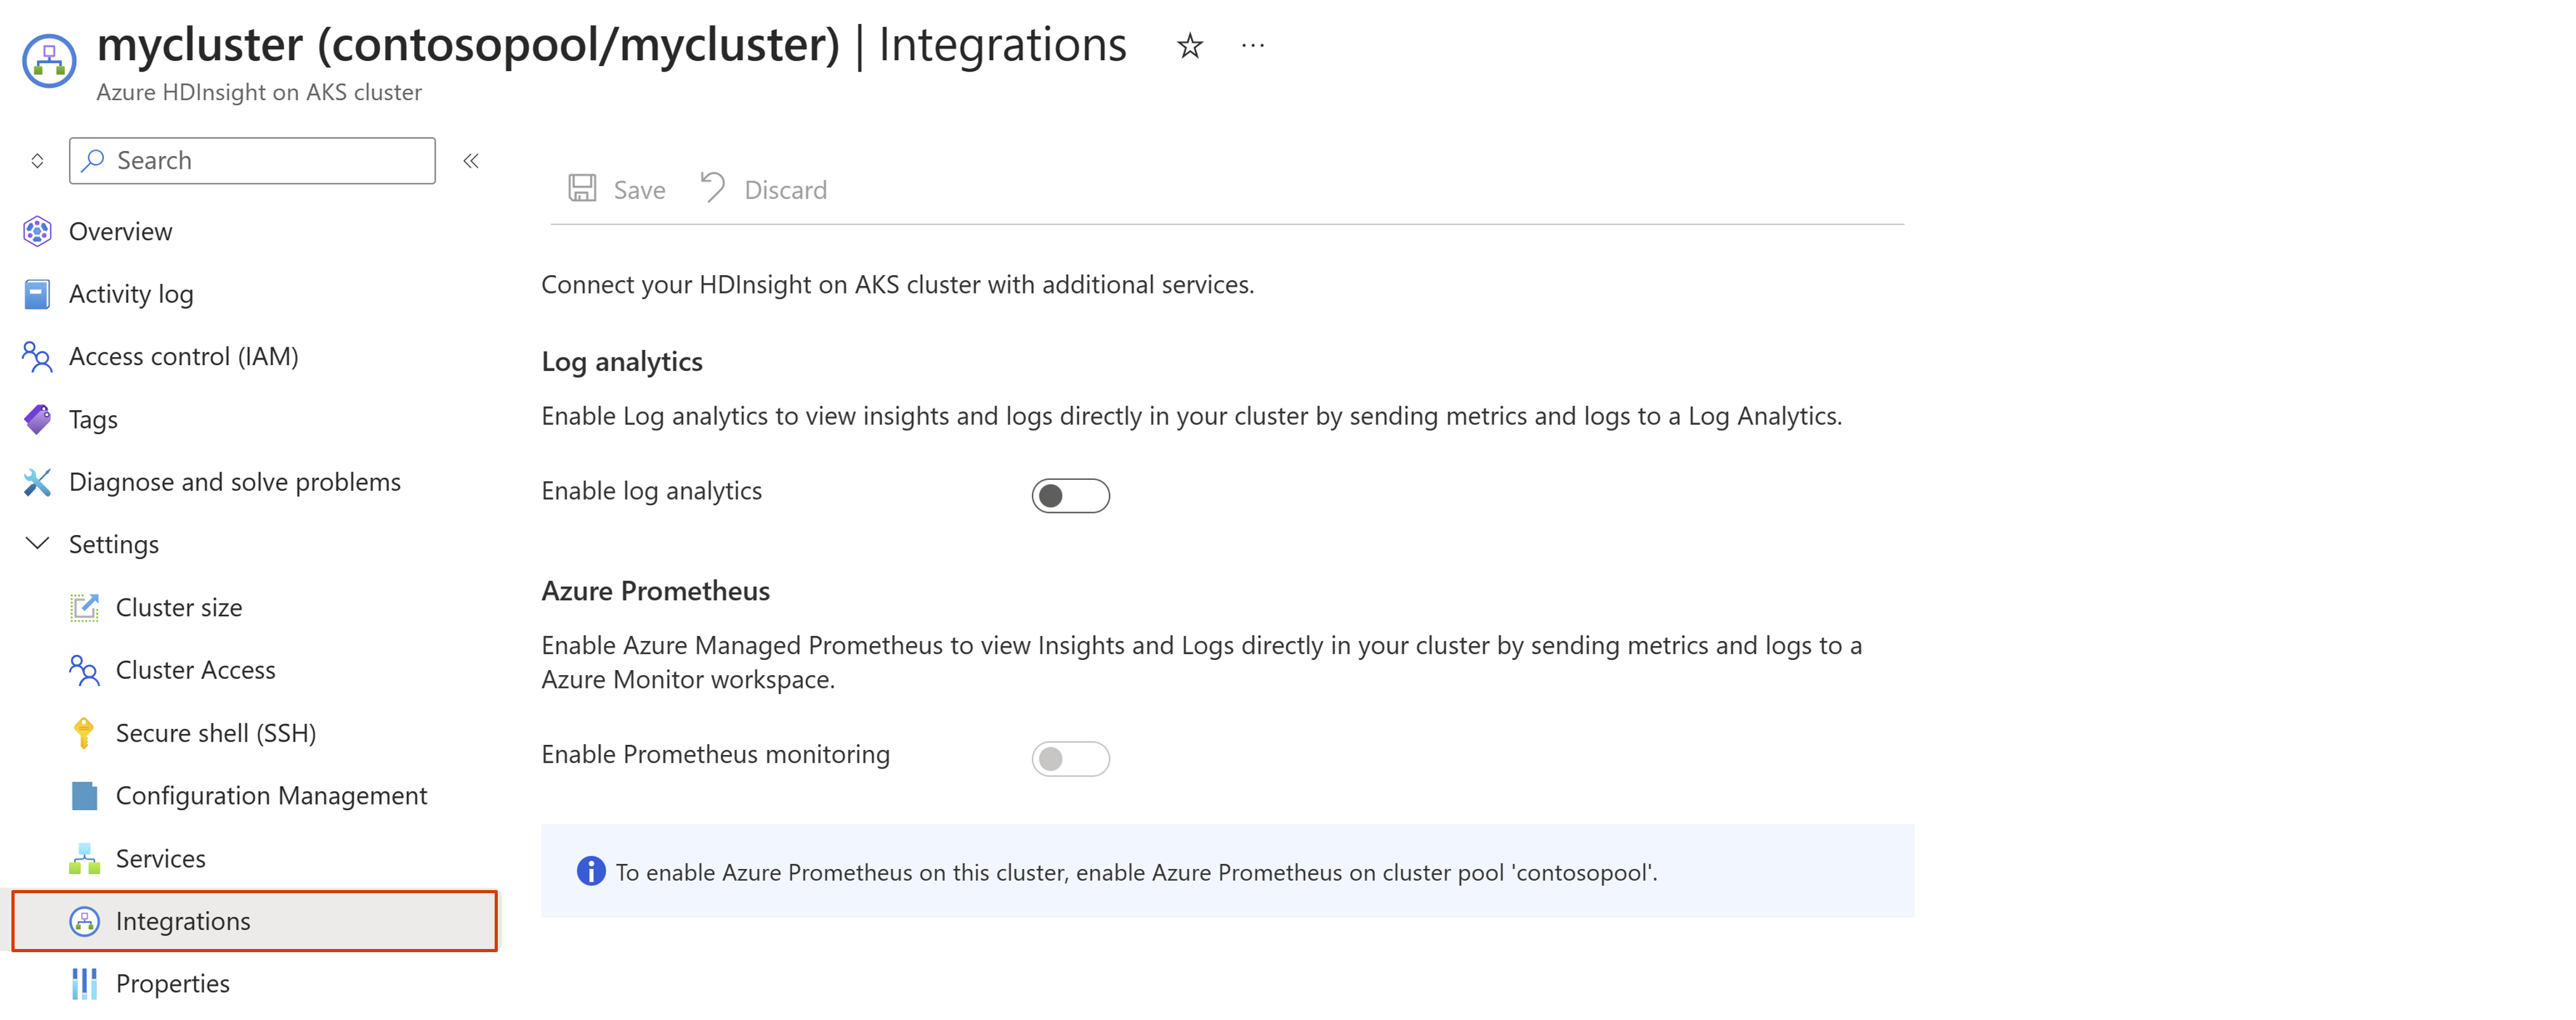 mycluster (contosopool/mycluster) | Integrations
Azure HDInsight on AKS cluster
Search
Overview
Activity log
Access control (IAM)
Tags
Diagnose and solve problems
Settings
Cluster size
Cluster Access
Secure shell (SSH)
Configuration Management
Services
Integrations
Properties
Save Discard
Connect your HDInsight on AKS cluster with additional services.
Log analytics
Enable Log analytics to view insights and logs directly in your cluster by sending metrics and logs to a Log Analytics.
Enable log analytics
Azure Prometheus
Enable Azure Managed Prometheus to view Insights and Logs directly in your cluster by sending metrics and logs to a
Azure Monitor workspace.
Enable Prometheus monitoring
To enable Azure Prometheus on this cluster, enable Azure Prometheus on cluster pool 'contosopool'.